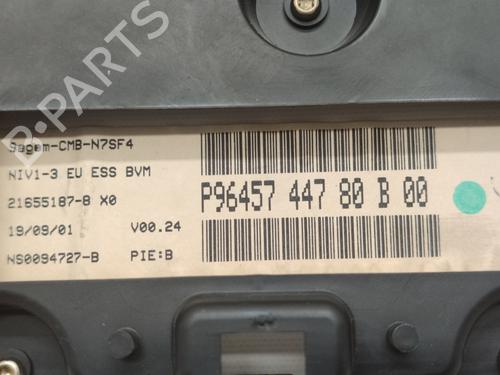 Sagem-CMB-N7SF4
NIV1-3 EU ESS BVM
21655187-8 X0
19/09/01 V00.24
NS0094727-B PIE:B
P96457 447 80 B 00
B-PARTS